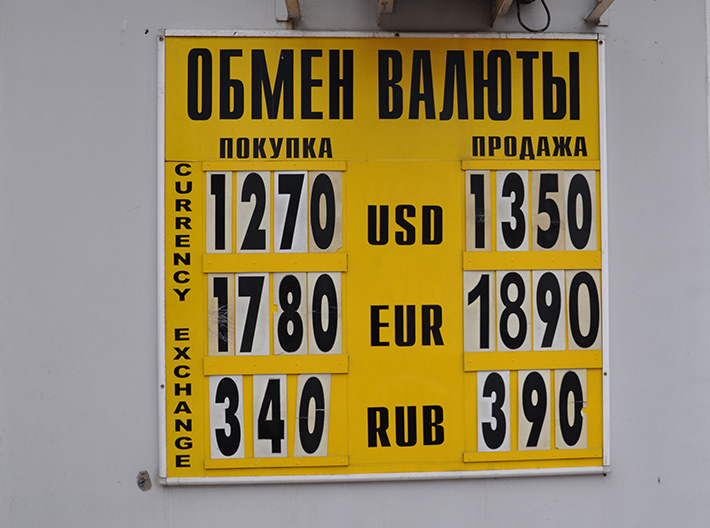 ОБМЕН ВАЛЮТЫ
ПОКУПКА ПРОДАЖА
CURRENCY EXCHANGE
1270 USD 1350
1780 EUR 1890
340 RUB 390